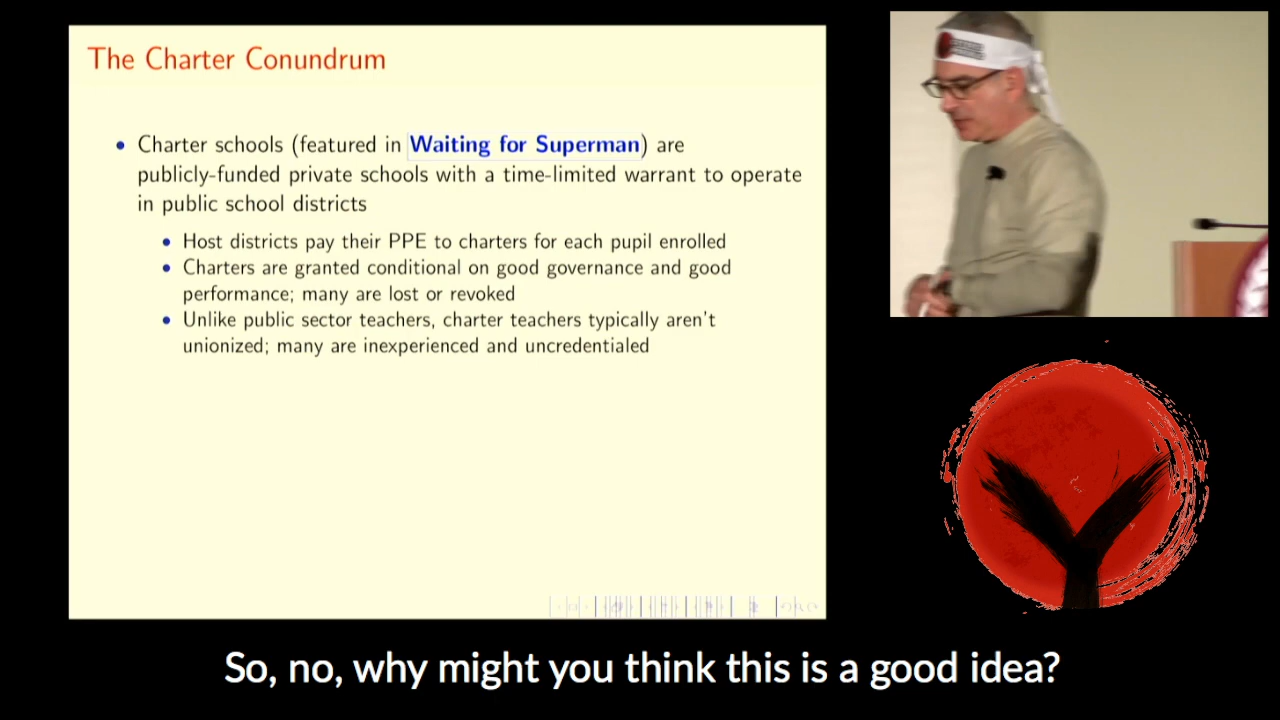 The Charter Conundrum
• Charter schools (featured in Waiting for Superman) are
publicly-funded private schools with a time-limited warrant to operate
in public school districts
• Host districts pay their PPE to charters for each pupil enrolled
• Charters are granted conditional on good governance and good
performance; many are lost or revoked
• Unlike public sector teachers, charter teachers typically aren't
unionized; many are inexperienced and uncredentialed
So, no, why might you think this is a good idea?